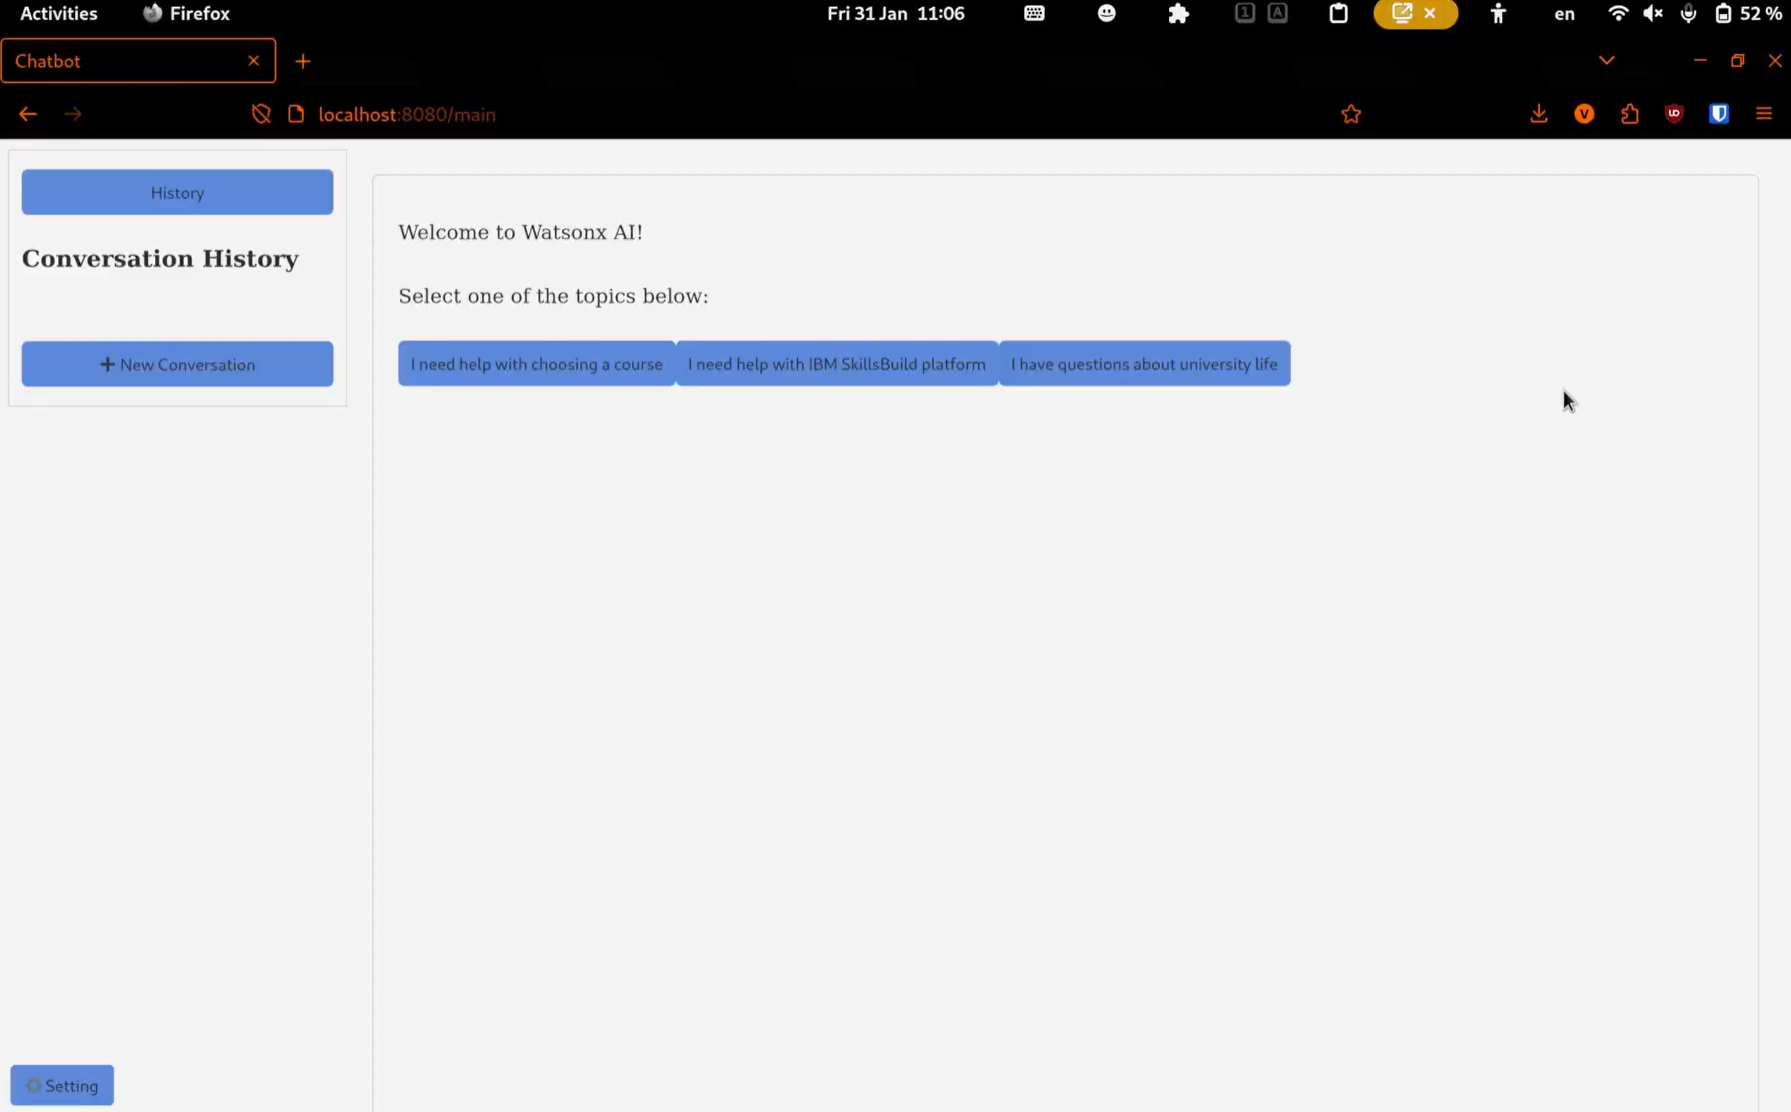 Activities Firefox Fri 31 Jan 11:06 1 A en 52 %
Chatbot
localhost:8080/main V
History
Conversation History
New Conversation
Welcome to Watsonx AI!
Select one of the topics below:
I need help with choosing a course I need help with IBM SkillsBuild platform I have questions about university life
Setting